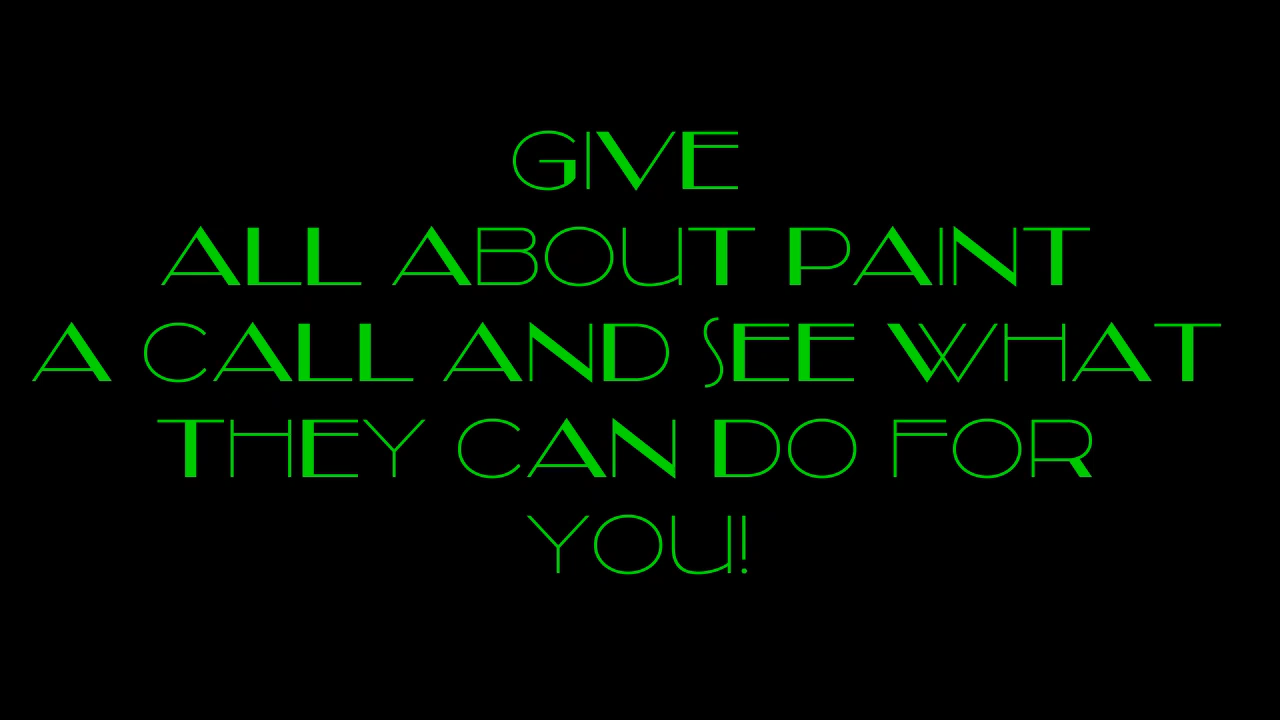 GIVE
ALL ABOUT PAINT
A CALL AND SEE WHAT
THEY CAN DO FOR
YOU!